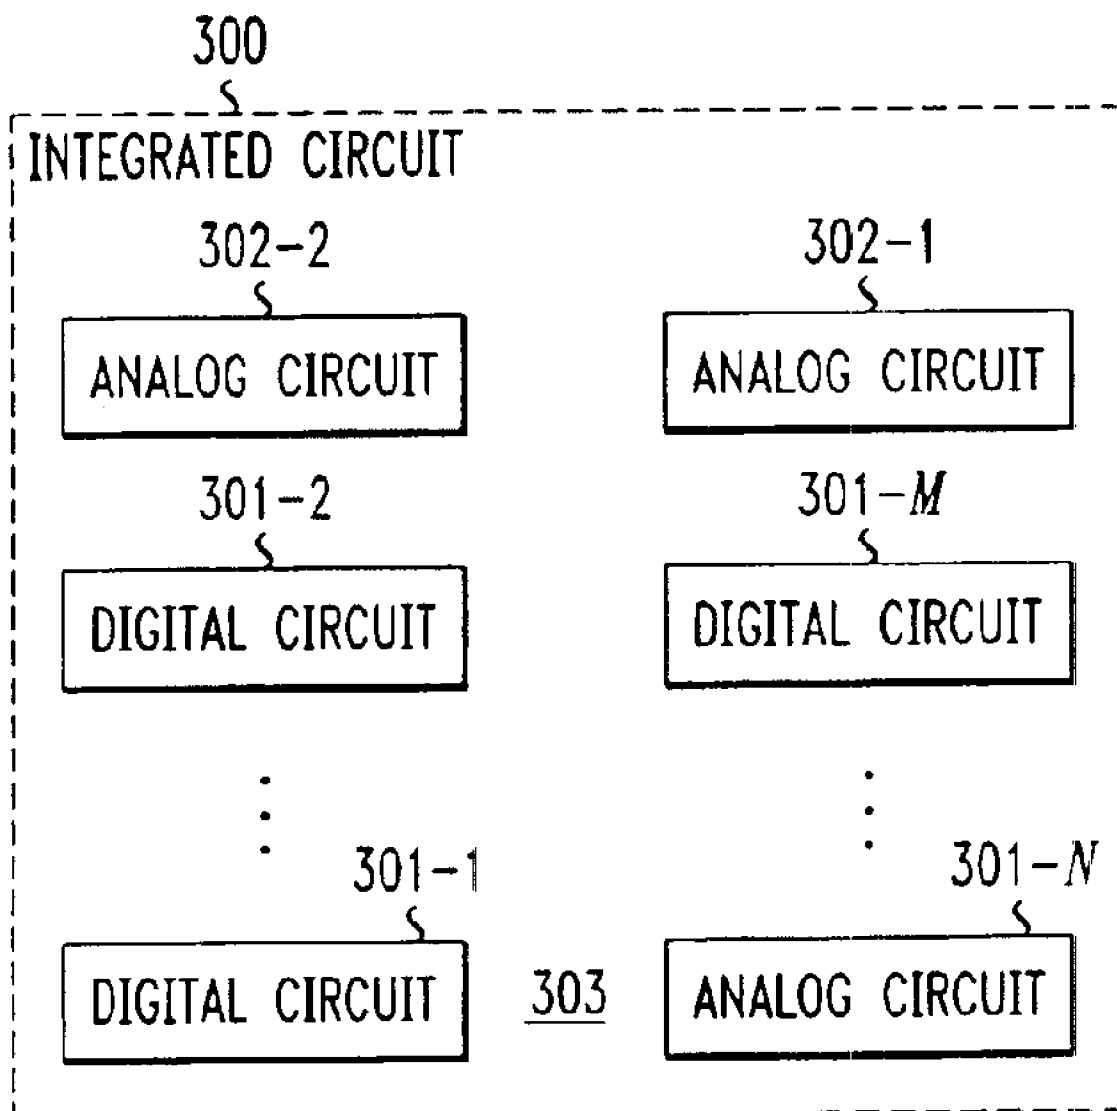 300
INTEGRATED CIRCUIT
302-2
302-1
ANALOG CIRCUIT
ANALOG CIRCUIT
301-2
301-M
DIGITAL CIRCUIT
DIGITAL CIRCUIT
301-1
301-N
DIGITAL CIRCUIT
303
ANALOG CIRCUIT